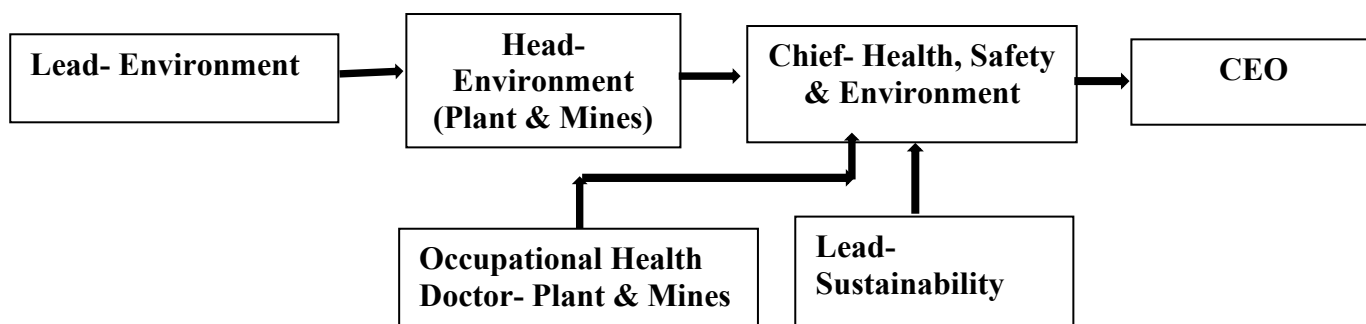 Lead- Environment
Head-
Environment
(Plant & Mines)
Chief- Health, Safety
& Environment
CEO
Occupational Health
Doctor- Plant & Mines
Lead-
Sustainability